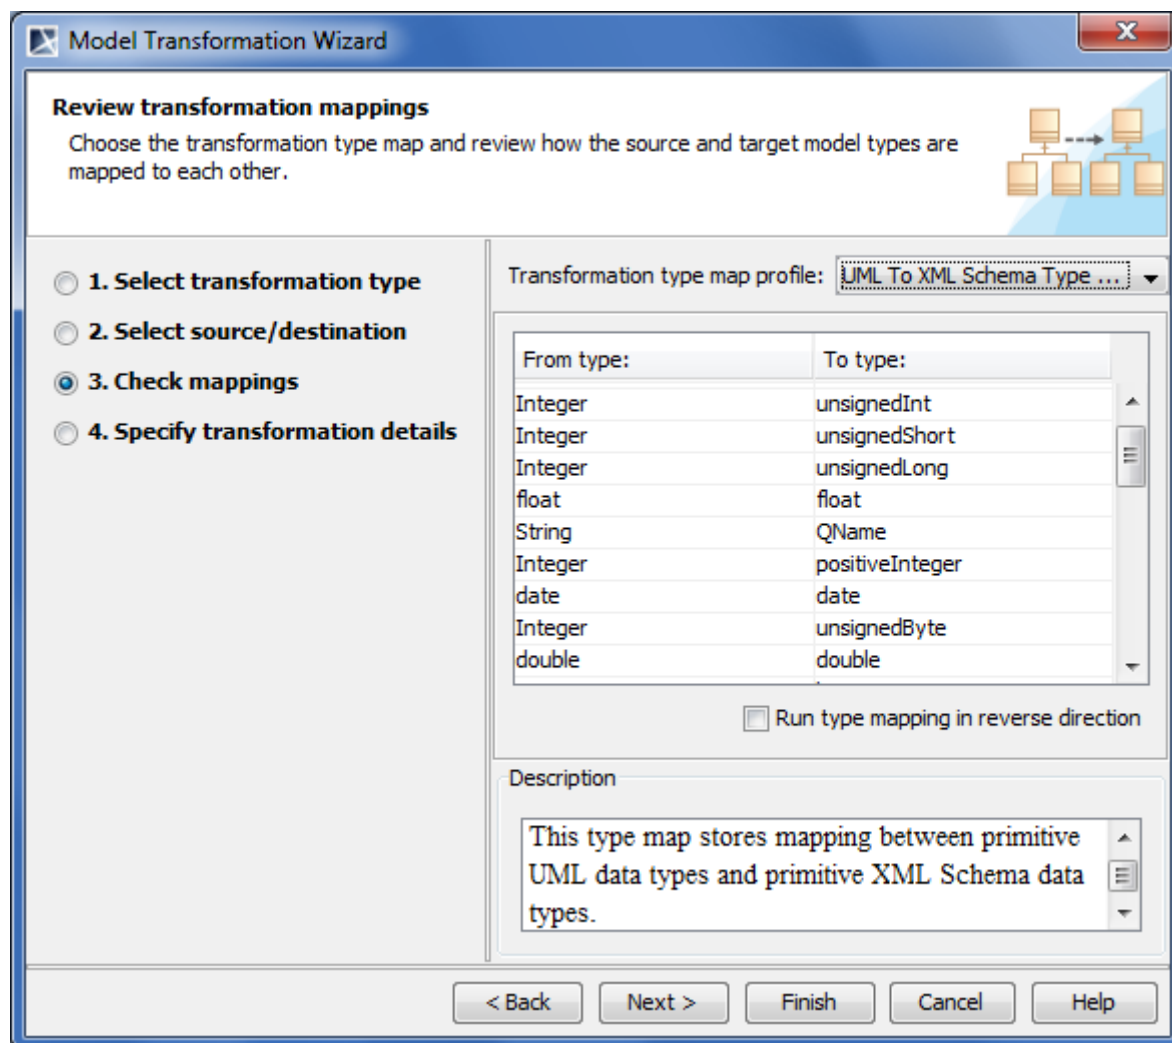 Model Transformation Wizard
Review transformation mappings
Choose the transformation type map and review how the source and target model types are
mapped to each other.
1. Select transformation type
2. Select source/destination
3. Check mappings
4. Specify transformation details
Transformation type map profile: UML To XML Schema Type ...
From type: To type:
Integer unsignedInt
Integer unsignedShort
Integer unsignedLong
float float
String QName
Integer positiveInteger
date date
Integer unsignedByte
double double
Run type mapping in reverse direction
Description
This type map stores mapping between primitive
UML data types and primitive XML Schema data
types.
< Back Next > Finish Cancel Help